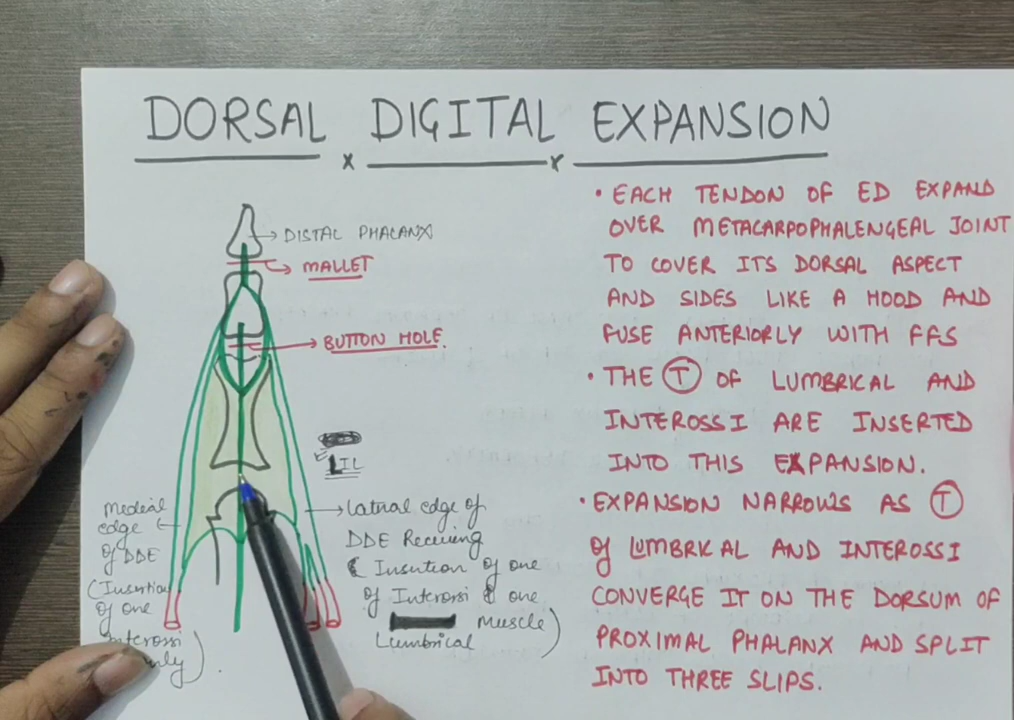 DORSAL DIGITAL EXPANSION
DISTAL PHALANX
MALLET
BUTTON HOLE.
LIL
Medial
edge
Of DDE
(Insertion
Of one
only).
Latral edge of
DDE Receiving
( Insution Of one
of Interossi & one
Muscle)
Lumbrical
• EACH TENDON OF ED EXPAND
OVER METACARPOPHALENGEAL JOINT
TO COVER ITS DORSAL ASPECT
AND SIDES LIKE A HOOD AND
FUSE ANTERIORLY WITH FFS
• THE T OF LUMBRICAL AND
INTEROSSI ARE INSERTED
INTO THIS EXPANSION.
• EXPANSION NARROWS AS T
Of LUMBRICAL AND INTEROSSI
CONVERGE IT ON THE DORSUM OF
PROXIMAL PHALANX AND SPLIT
INTO THREE SLIPS.